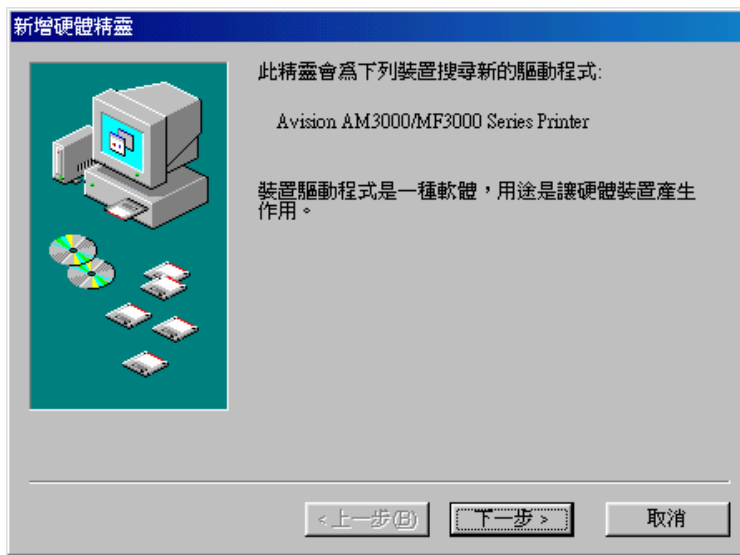 新增硬體精靈
此精靈會為下列裝置搜尋新的驅動程式:
Avision AM3000/MF3000 Series Printer
裝置驅動程式是一種軟體，用途是讓硬體裝置產生
作用。
<上一步(B)
下一步 >
取消